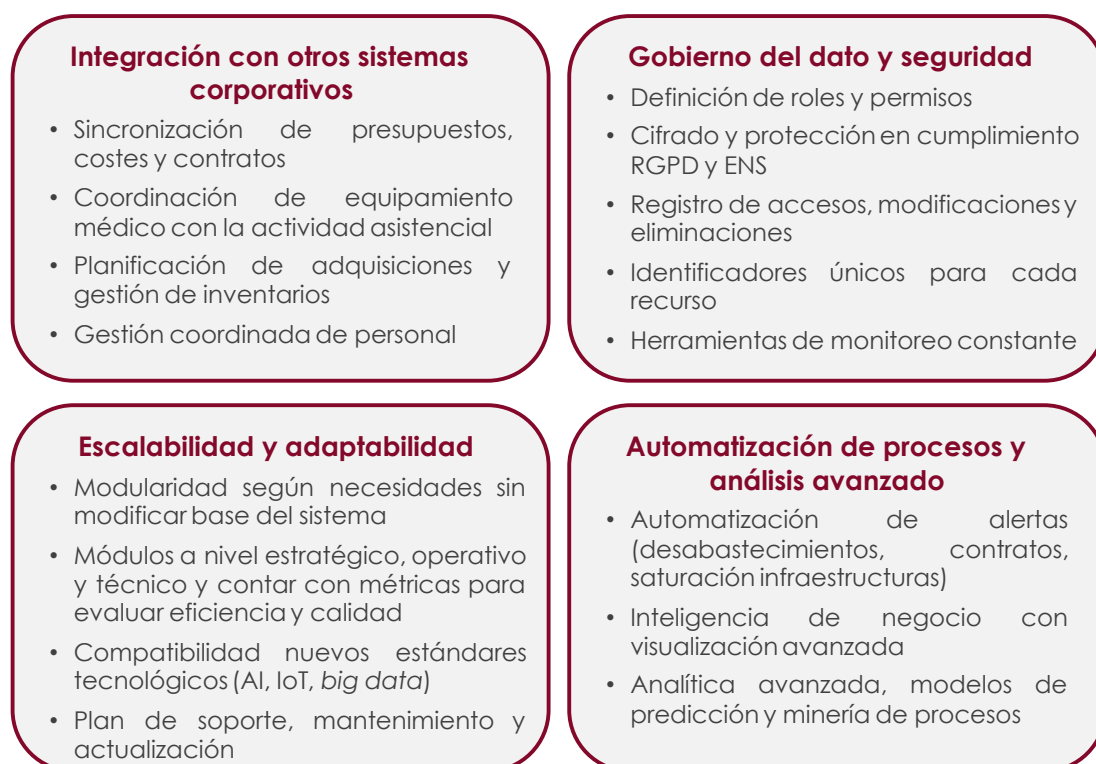 Integración con otros sistemas
corporativos
• Sincronización de presupuestos,
costes y contratos
• Coordinación de equipamiento
médico con la actividad asistencial
• Planificación de adquisiciones y
gestión de inventarios
• Gestión coordinada de personal
Gobierno del dato y seguridad
• Definición de roles y permisos
• Cifrado y protección en cumplimiento
RGPD y ENS
• Registro de accesos, modificaciones y
eliminaciones
• Identificadores únicos para cada
recurso
• Herramientas de monitoreo constante
Escalabilidad y adaptabilidad
• Modularidad según necesidades sin
modificar base del sistema
• Módulos a nivel estratégico, operativo
y técnico y contar con métricas para
evaluar eficiencia y calidad
• Compatibilidad nuevos estándares
tecnológicos (AI, IoT, big data)
• Plan de soporte, mantenimiento y
actualización
Automatización de procesos y
análisis avanzado
• Automatización de alertas
(desabastecimientos, contratos,
saturación infraestructuras)
• Inteligencia de negocio con
visualización avanzada
• Analítica avanzada, modelos de
predicción y minería de procesos